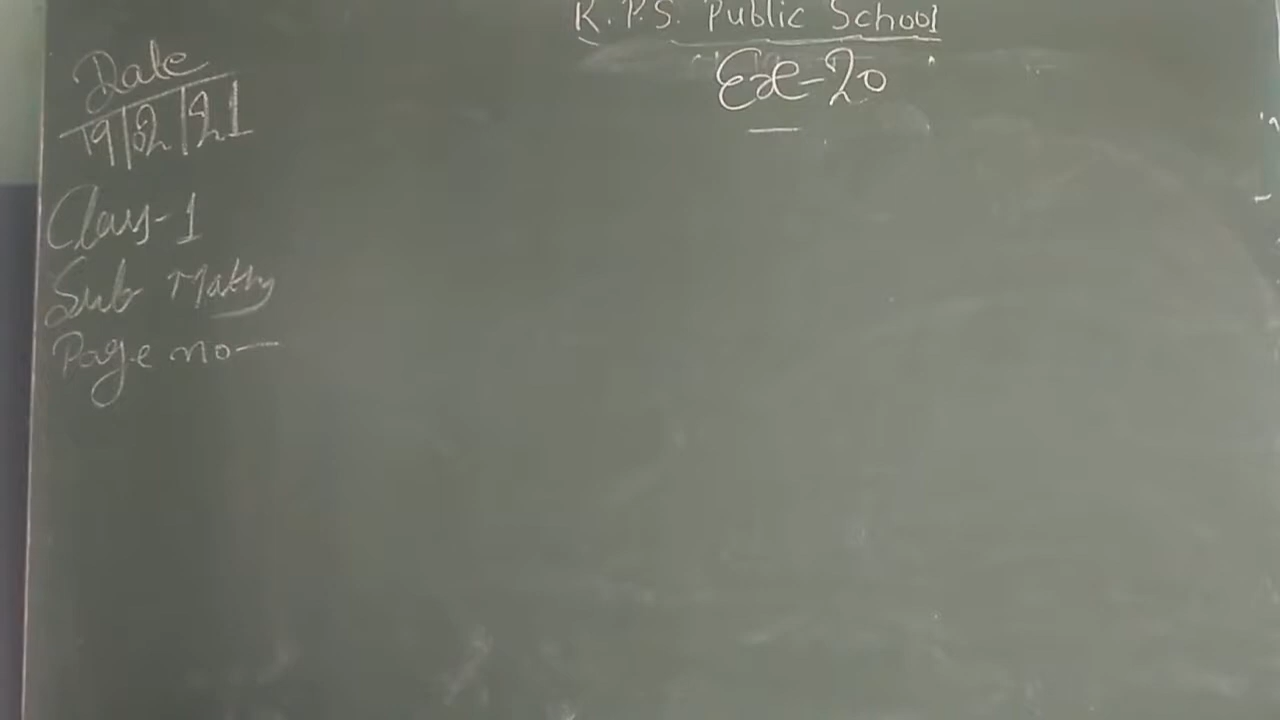 R.P.S. Public School
Ex-20
Date
19/02/21
Class-1
Sub Maths
Page no-